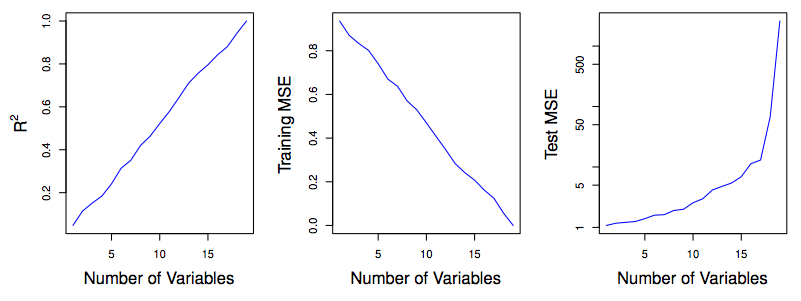 R²
1.0
0.8
0.6
0.4
0.2
5 10 15
Number of Variables
Training MSE
0.8
0.6
0.4
0.2
0.0
5 10 15
Number of Variables
Test MSE
500
50
5
1
5 10 15
Number of Variables